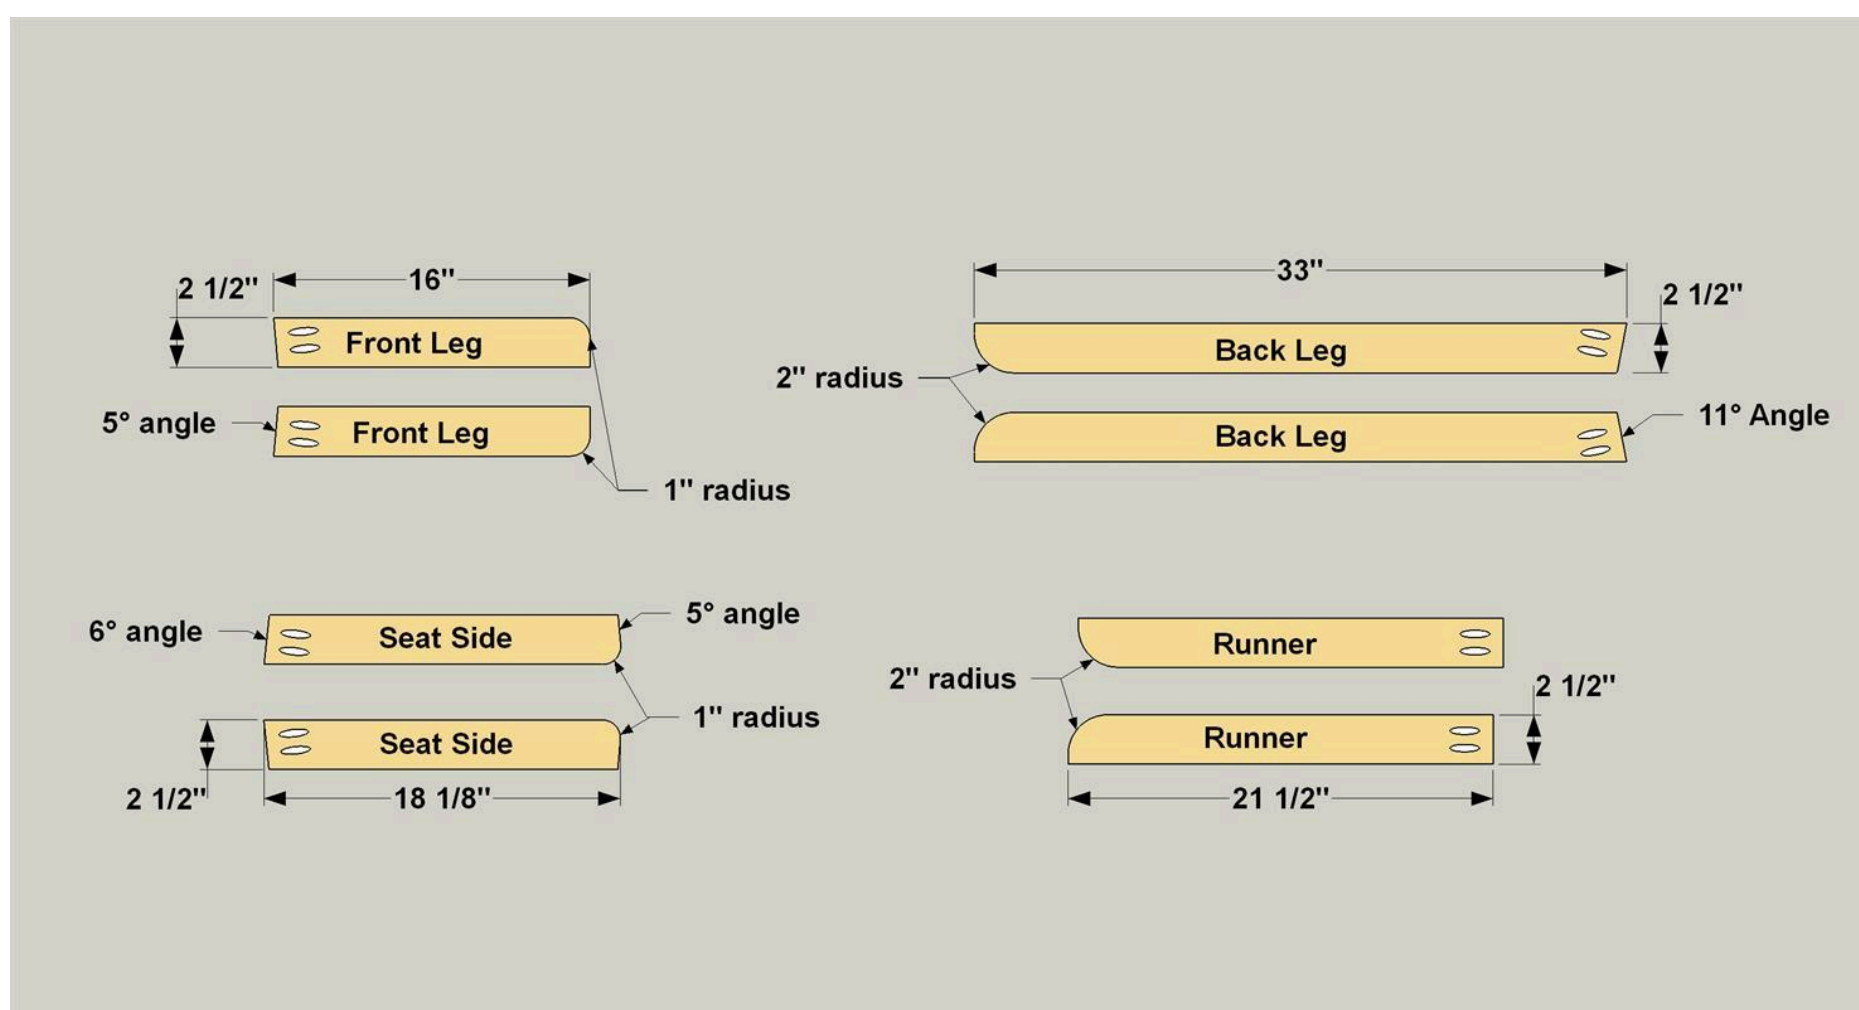 16"
2 1/2"
Front Leg
5° angle
Front Leg
1" radius
33"
2 1/2"
Back Leg
2" radius
11° Angle
Back Leg
5° angle
6° angle
Seat Side
1" radius
Seat Side
2 1/2"
18 1/8"
Runner
2" radius
2 1/2"
Runner
21 1/2"